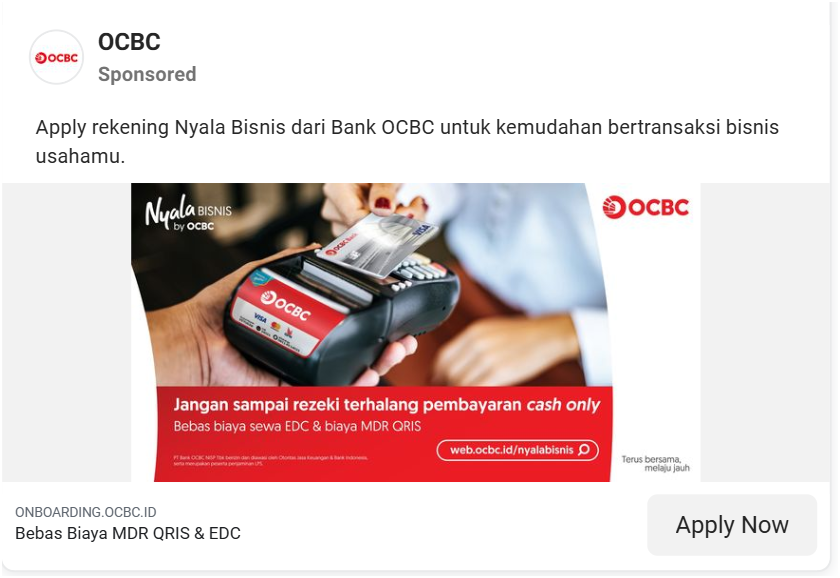 OCBC
OCBC
Sponsored
Apply rekening Nyala Bisnis dari Bank OCBC untuk kemudahan bertransaksi bisnis
usahamu.
Nyala BISNIS
by OCBC
OCBC
OCBC Bank
VISA
OCBC
VISA
Jangan sampai rezeki terhalang pembayaran cash only
Bebas biaya sewa EDC & biaya MDR QRIS
web.ocbc.id/nyalabisnis
PT Bank OCBC NISP Tbk berizin dan diawasi oleh Otoritas Jasa Keuangan & Bank Indonesia,
serta merupakan peserta penjaminan LPS.
Terus bersama,
melaju jauh
ONBOARDING.OCBC.ID
Bebas Biaya MDR QRIS & EDC
Apply Now